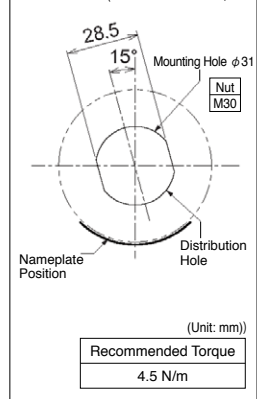 28.5
15°
Mounting Hole φ31
Nut
M30
Nameplate
Position
Distribution
Hole
(Unit: mm))
Recommended Torque
4.5 N/m